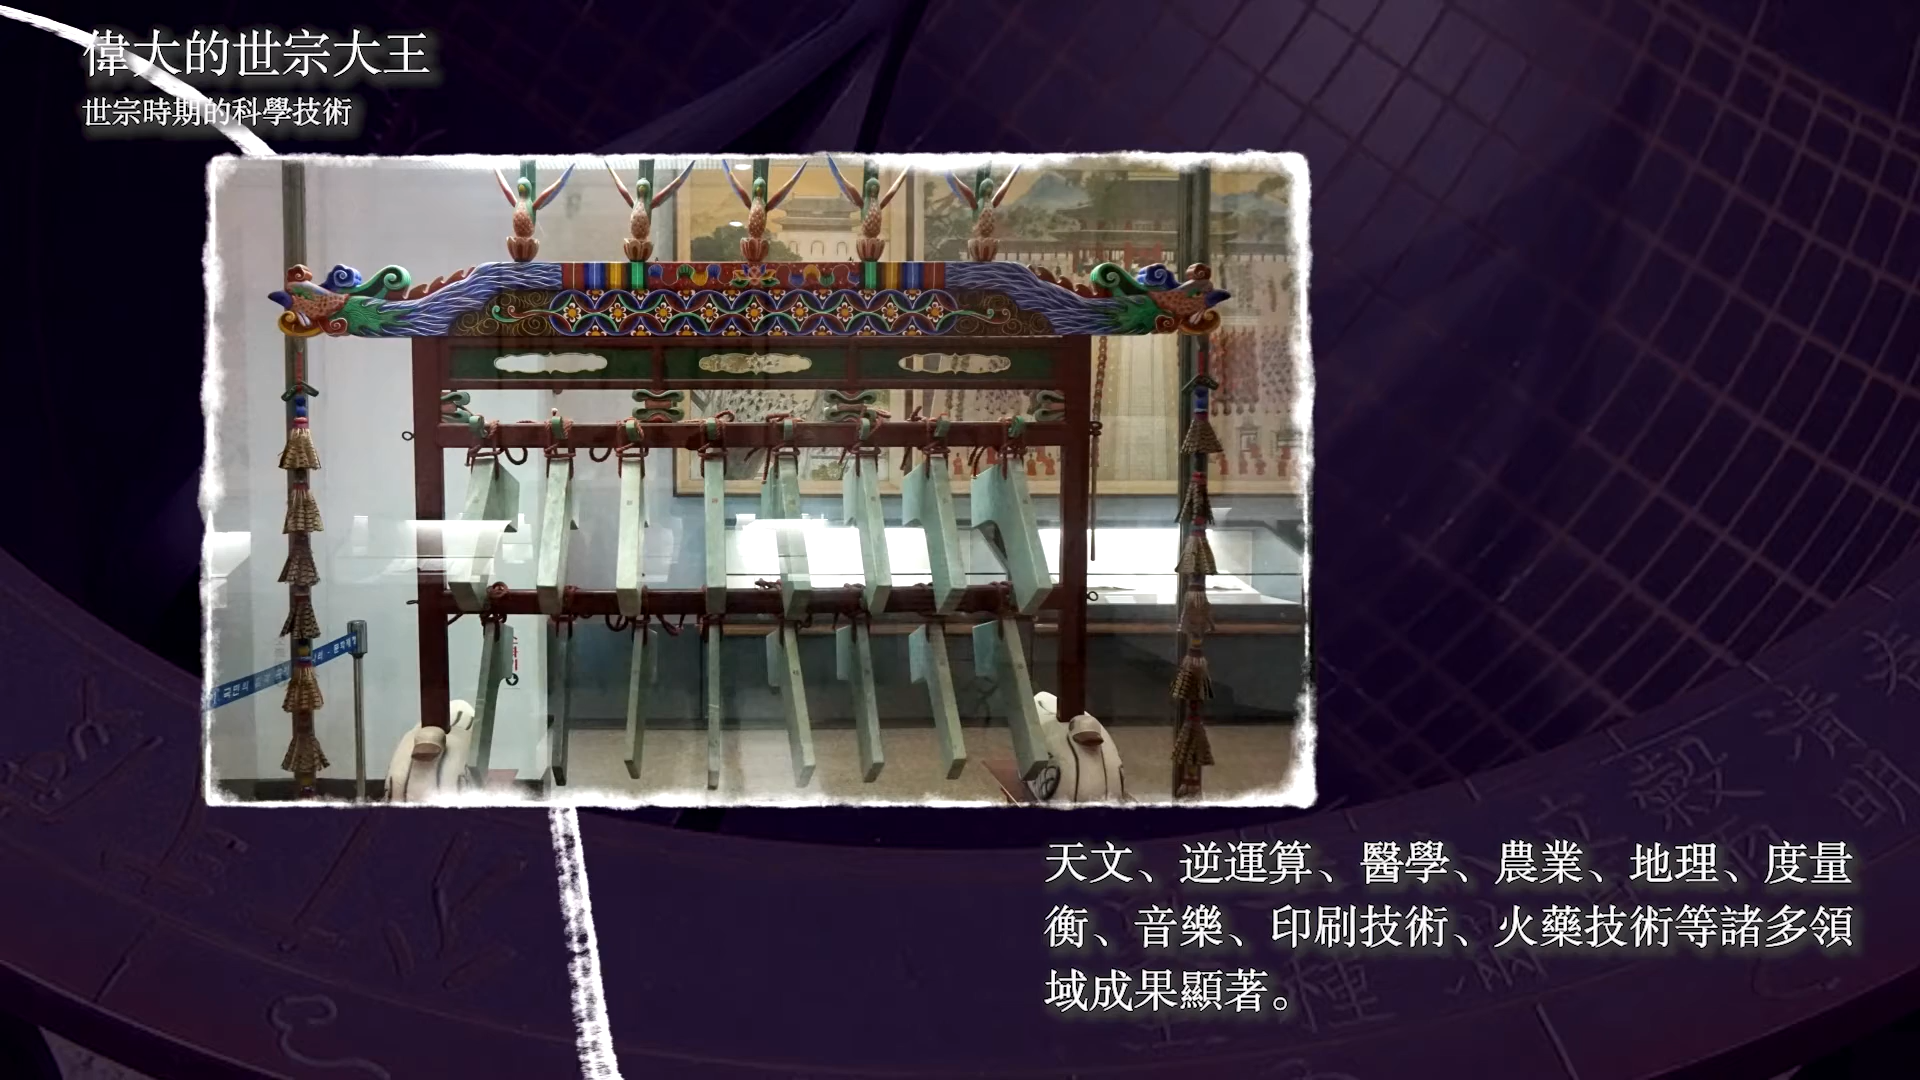 偉大的世宗大王
世宗時期的科學技術
天文、逆運算、醫學、農業、地理、度量
衡、音樂、印刷技術、火藥技術等諸多領
域成果顯著。